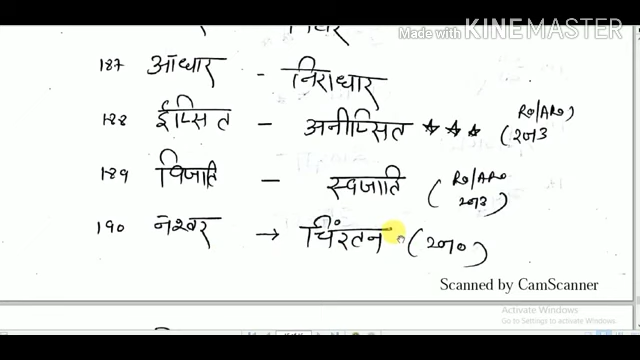 Made with KINEMASTER
187 आधार - निराधार
188 ईप्सित - अनीप्सित ☆☆☆ (RO/ARO 2013)
189 विजाति - स्वजाति (RO/ARO 2013)
190 नश्वर → चिंरतन (2010)
Scanned by CamScanner
Activate Windows
Go to Settings to activate Windows.